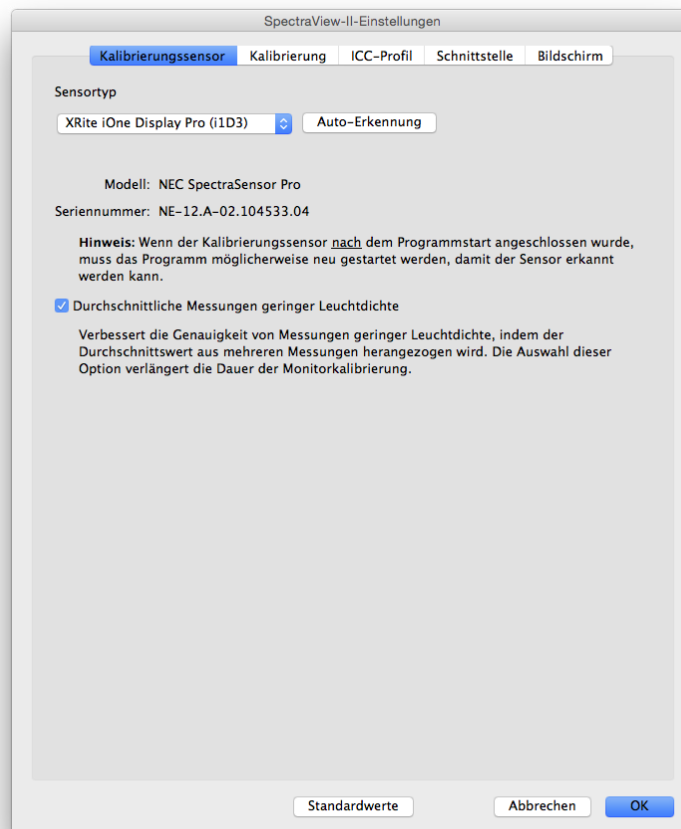 SpectraView-II-Einstellungen
Kalibrierungssensor Kalibrierung ICC-Profil Schnittstelle Bildschirm
Sensortyp
XRite iOne Display Pro (i1D3) Auto-Erkennung
Modell: NEC SpectraSensor Pro
Seriennummer: NE-12.A-02.104533.04
Hinweis: Wenn der Kalibrierungssensor nach dem Programmstart angeschlossen wurde,
muss das Programm möglicherweise neu gestartet werden, damit der Sensor erkannt
werden kann.
Durchschnittliche Messungen geringer Leuchtdichte
Verbessert die Genauigkeit von Messungen geringer Leuchtdichte, indem der
Durchschnittswert aus mehreren Messungen herangezogen wird. Die Auswahl dieser
Option verlängert die Dauer der Monitorkalibrierung.
Standardwerte Abbrechen OK